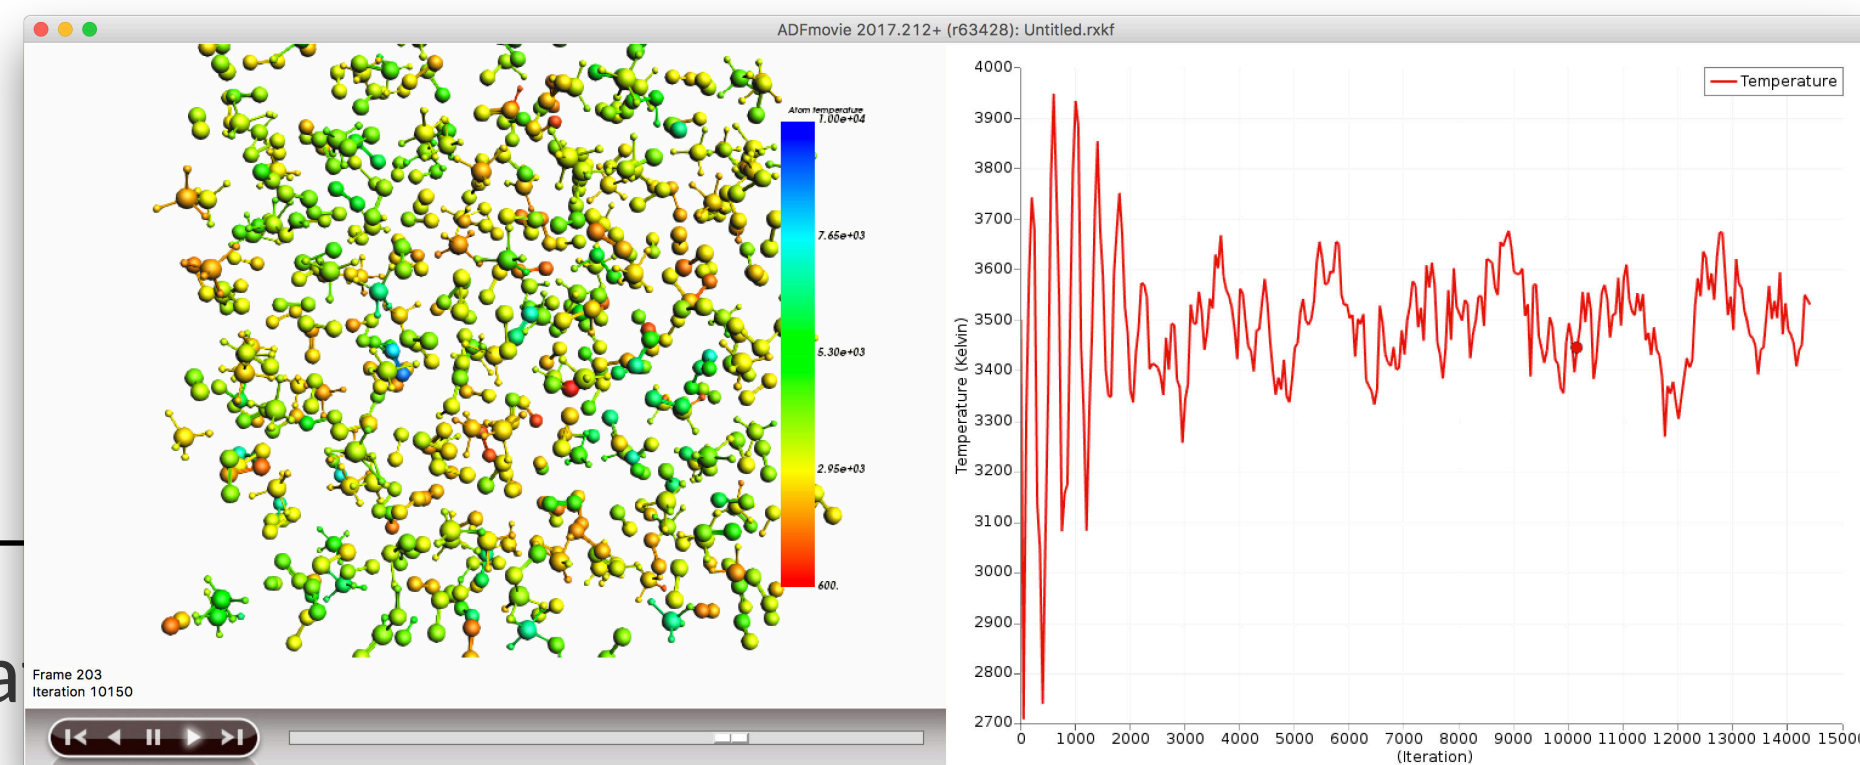 ADFmovie 2017.212+ (r63428): Untitled.rxkf
Atom temperature
1.00e+04
7.65e+03
5.30e+03
2.95e+03
600.
Frame 203
Iteration 10150
Temperature
4000
3900
3800
3700
3600
3500
3400
3300
3200
3100
3000
2900
2800
2700
Temperature (Kelvin)
0 1000 2000 3000 4000 5000 6000 7000 8000 9000 10000 11000 12000 13000 14000 1500
(Iteration)